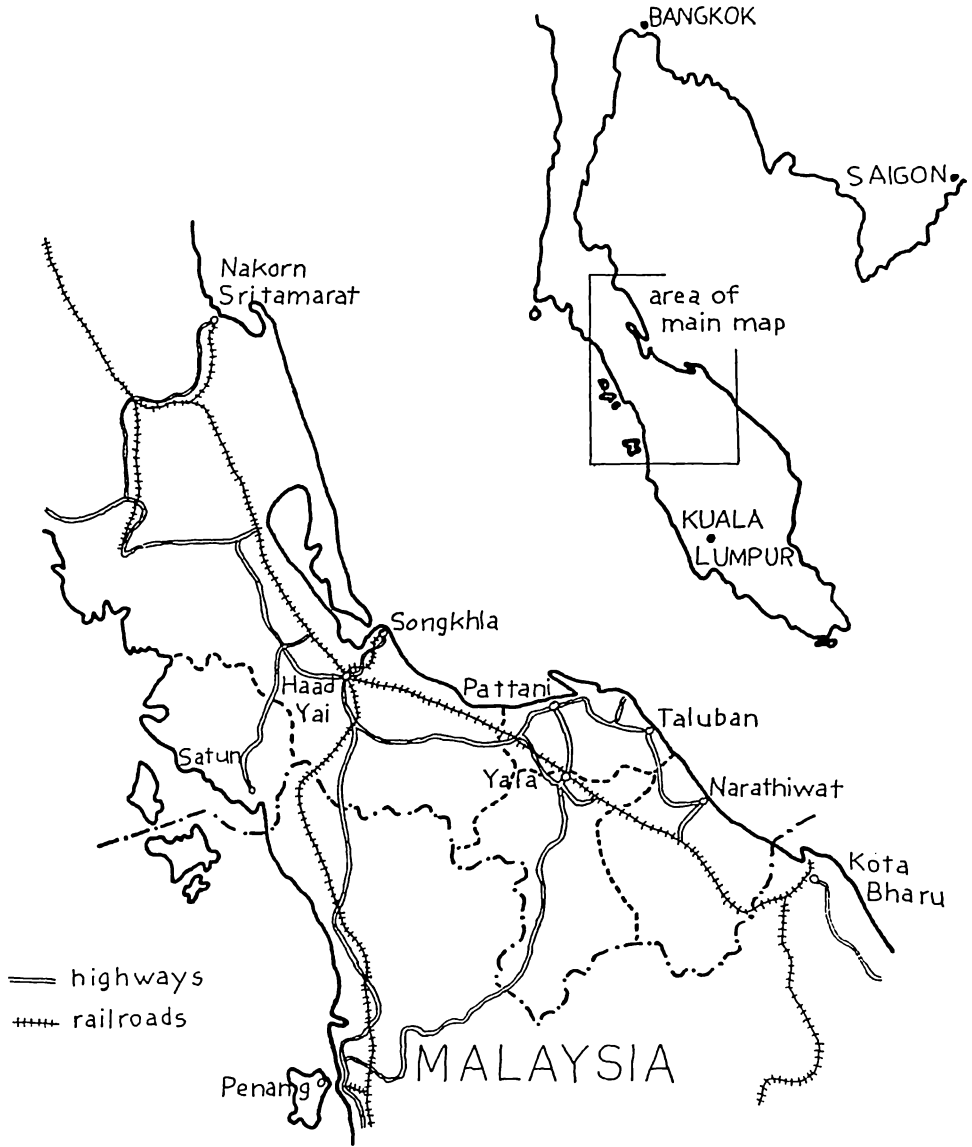 BANGKOK
SAIGON
area of
main map
KUALA
LUMPUR
Nakorn
Sritamarat
Songkhla
Haad
Yai
Pattani
Taluban
Satun
Yala
Narathiwat
Kota
Bharu
highways
railroads
MALAYSIA
Penang